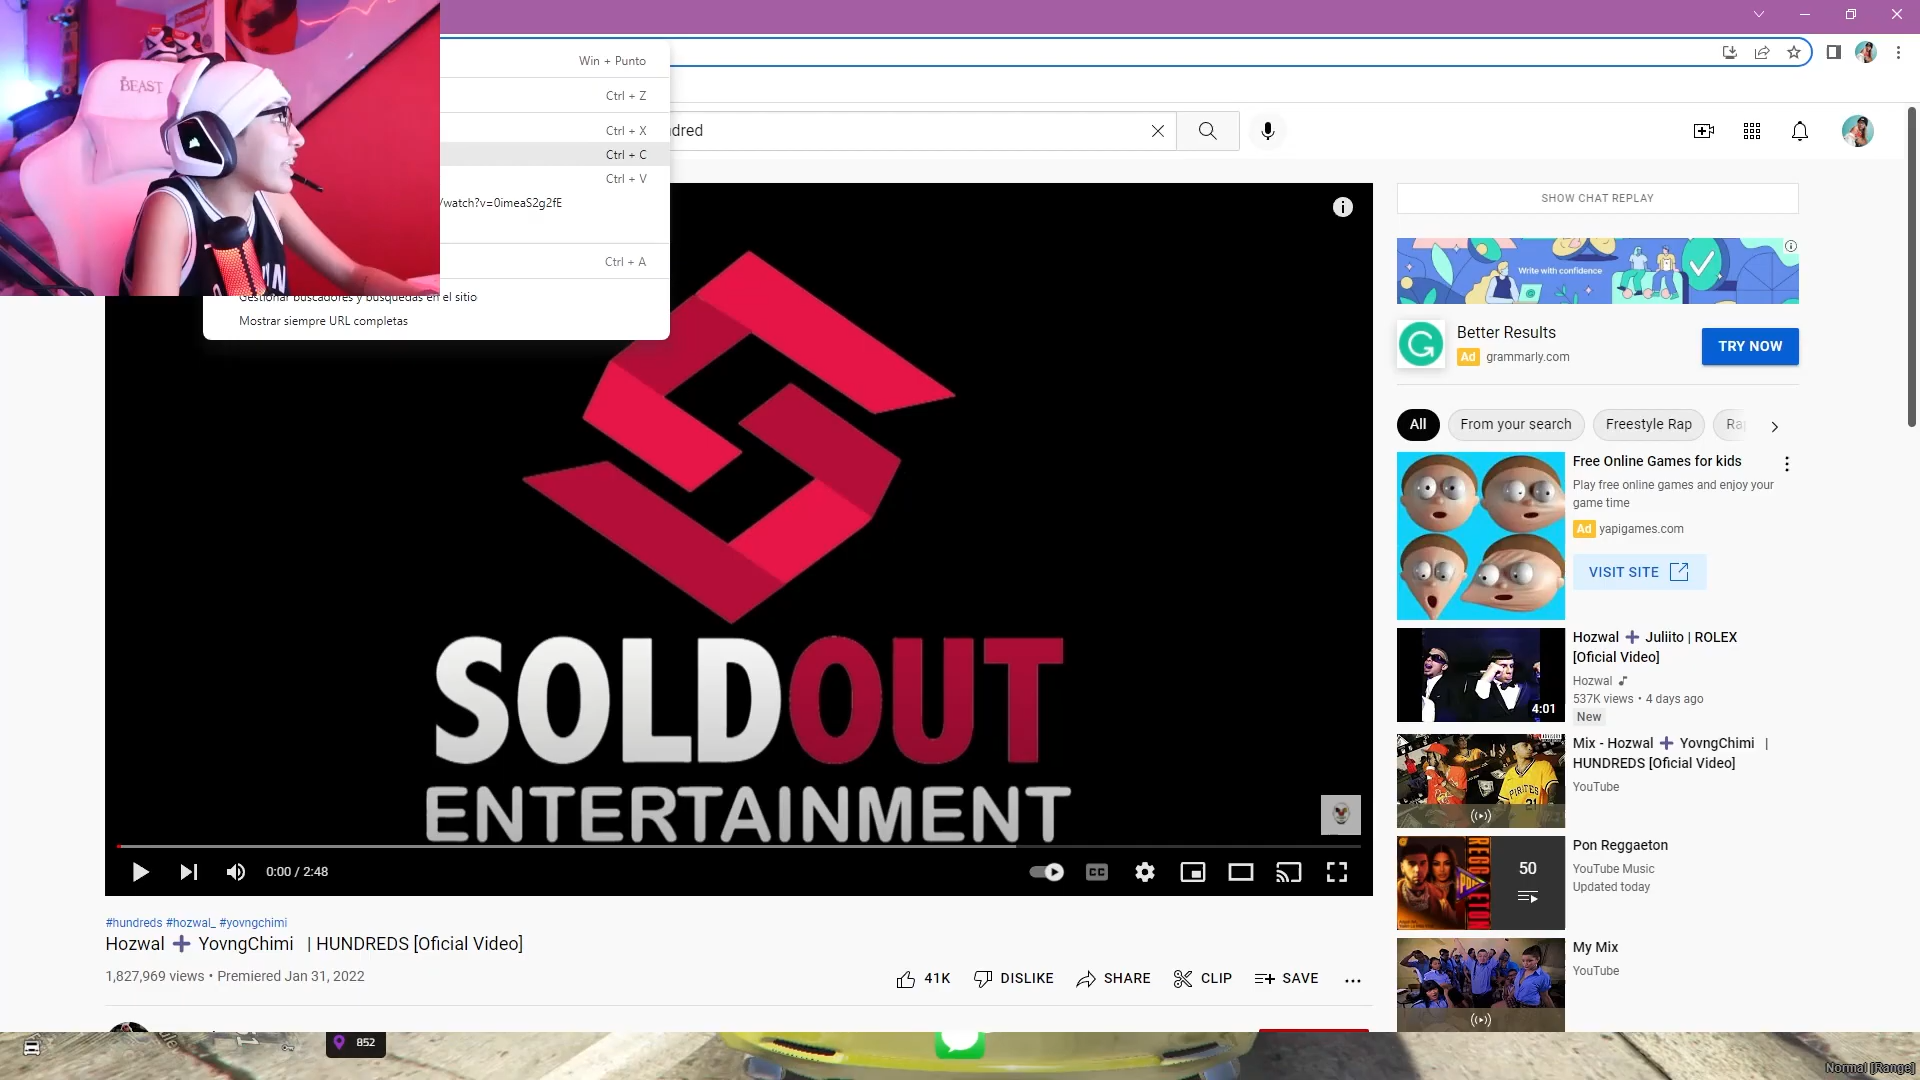 BEAST
Win + Punto
Ctrl + Z
Ctrl + X
Ctrl + C
Ctrl + V
/watch?v=0imeaS2g2fE
Ctrl + A
Gestionar buscadores y búsquedas en el sitio
Mostrar siempre URL completas
dred
SOLDOUT
ENTERTAINMENT
0:00 / 2:48
CC
#hundreds #hozwal_ #yovngchimi
Hozwal ➕ YovngChimi | HUNDREDS [Oficial Video]
1,827,969 views • Premiered Jan 31, 2022
41K
DISLIKE
SHARE
CLIP
SAVE
SHOW CHAT REPLAY
Write with confidence
Better Results
Ad grammarly.com
TRY NOW
All
From your search
Freestyle Rap
Ra
Free Online Games for kids
Play free online games and enjoy your
game time
Ad yapigames.com
VISIT SITE
4:01
Hozwal ➕ Juliito | ROLEX
[Oficial Video]
Hozwal
537K views • 4 days ago
New
PIRATES
21
Mix - Hozwal ➕ YovngChimi |
HUNDREDS [Oficial Video]
YouTube
50
Pon Reggaeton
YouTube Music
Updated today
My Mix
YouTube
852
Normal [Range]